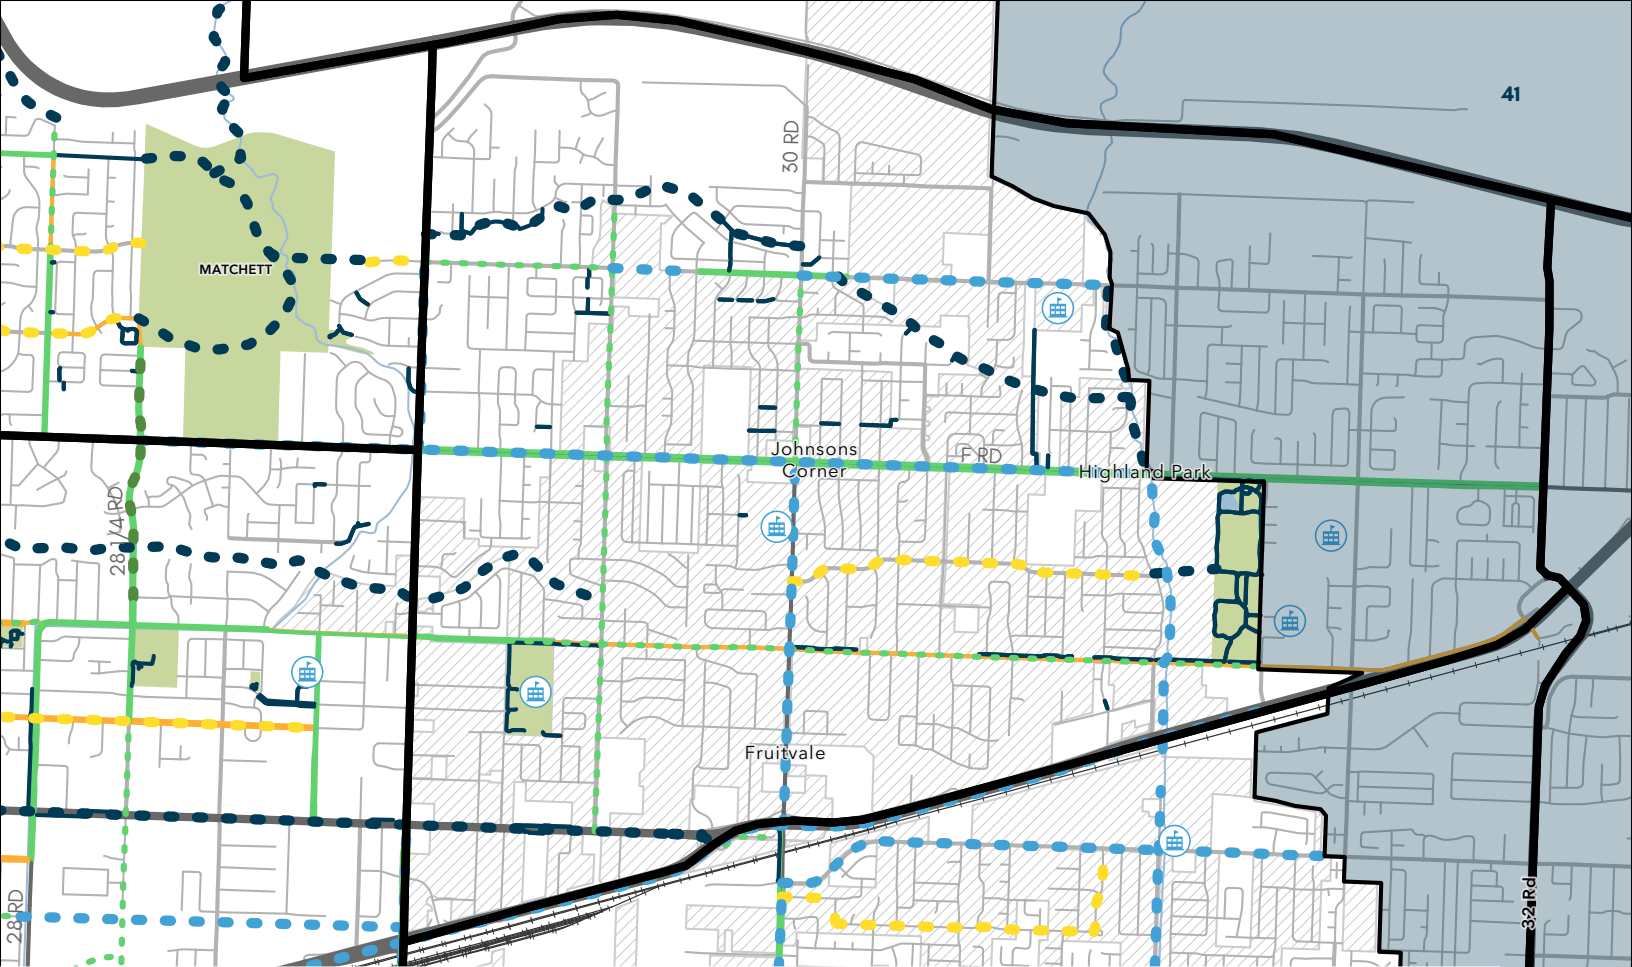 41
30 RD
MATCHETT
Johnsons
Corner
F RD
Highland Park
28 1/4 RD
Fruitvale
28 RD
32 Rd